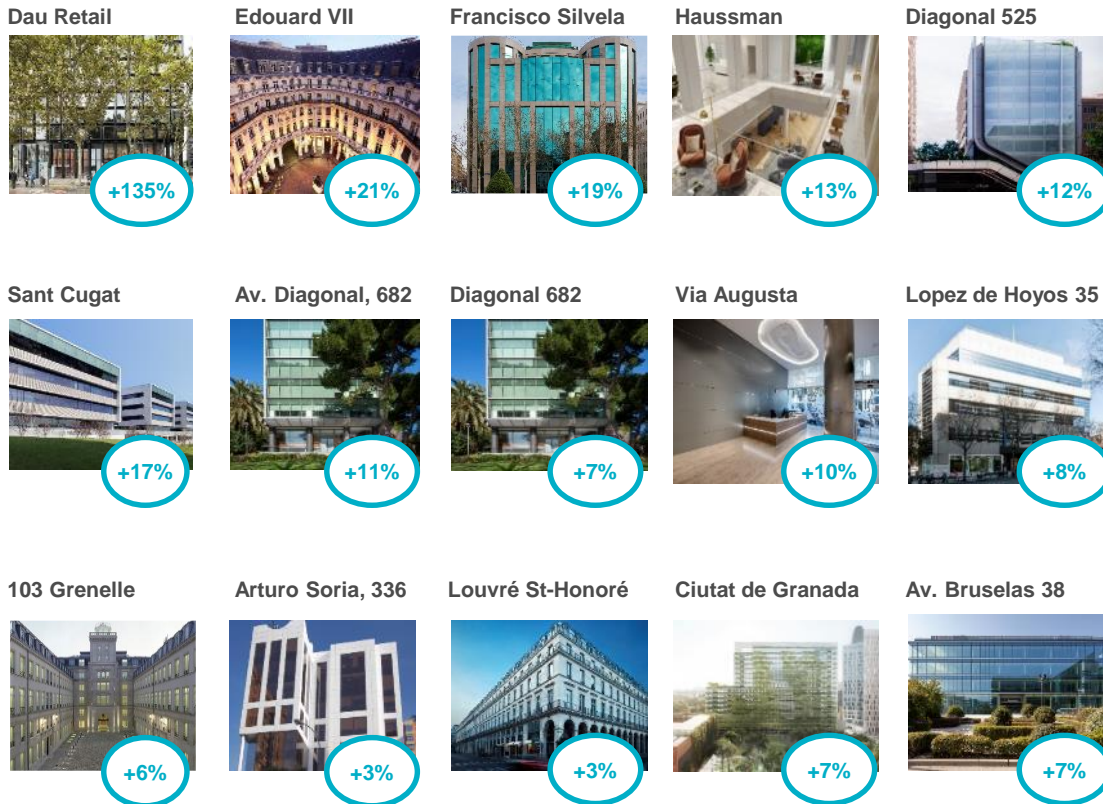 Dau Retail
Edouard VII
Francisco Silvela
Haussman
Diagonal 525
+135%
+21%
+19%
+13%
+12%
Sant Cugat
Av. Diagonal, 682
Diagonal 682
Via Augusta
Lopez de Hoyos 35
+17%
+11%
+7%
+10%
+8%
103 Grenelle
Arturo Soria, 336
Louvré St-Honoré
Ciutat de Granada
Av. Bruselas 38
+6%
+3%
+3%
+7%
+7%